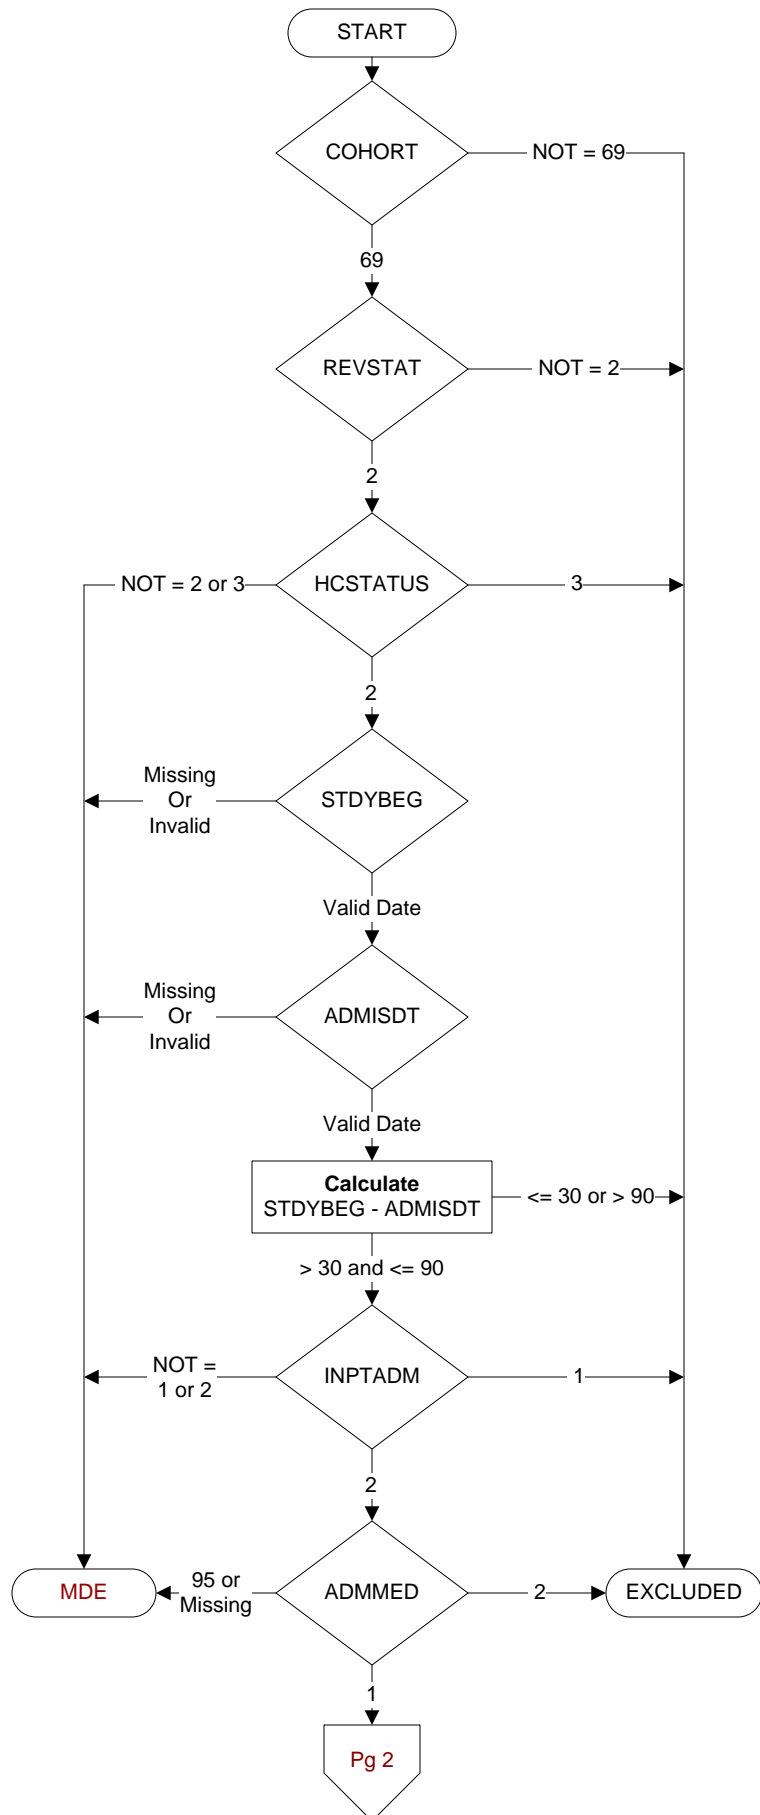 START
COHORT
NOT = 69
69
REVSTAT
NOT = 2
2
NOT = 2 or 3
HCSTATUS
3
2
Missing
Or
Invalid
STDYBEG
Valid Date
Missing
Or
Invalid
ADMISDT
Valid Date
Calculate
STDYBEG - ADMISDT
<= 30 or > 90
> 30 and <= 90
NOT =
1 or 2
INPTADM
1
2
MDE
95 or
Missing
ADMMED
2
EXCLUDED
1
Pg 2